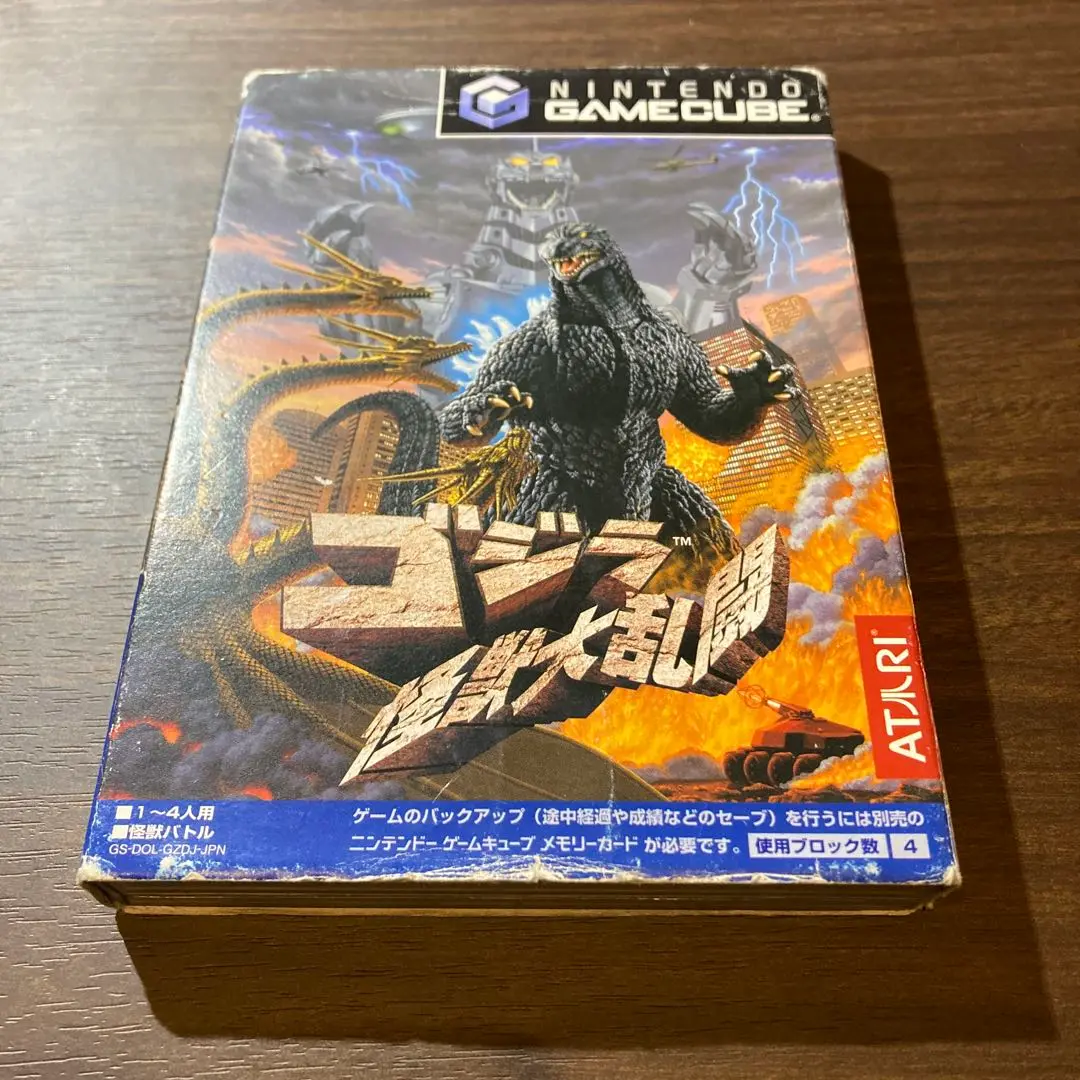 NINTENDO
GAMECUBE®
ゴジラ™
怪獣大乱闘
ATARI®
■1～4人用
■怪獣バトル
GS-DOL-GZDJ-JPN
ゲームのバックアップ（途中経過や成績などのセーブ）を行うには別売の
ニンテンドーゲームキューブ メモリーカード が必要です。 使用ブロック数 4